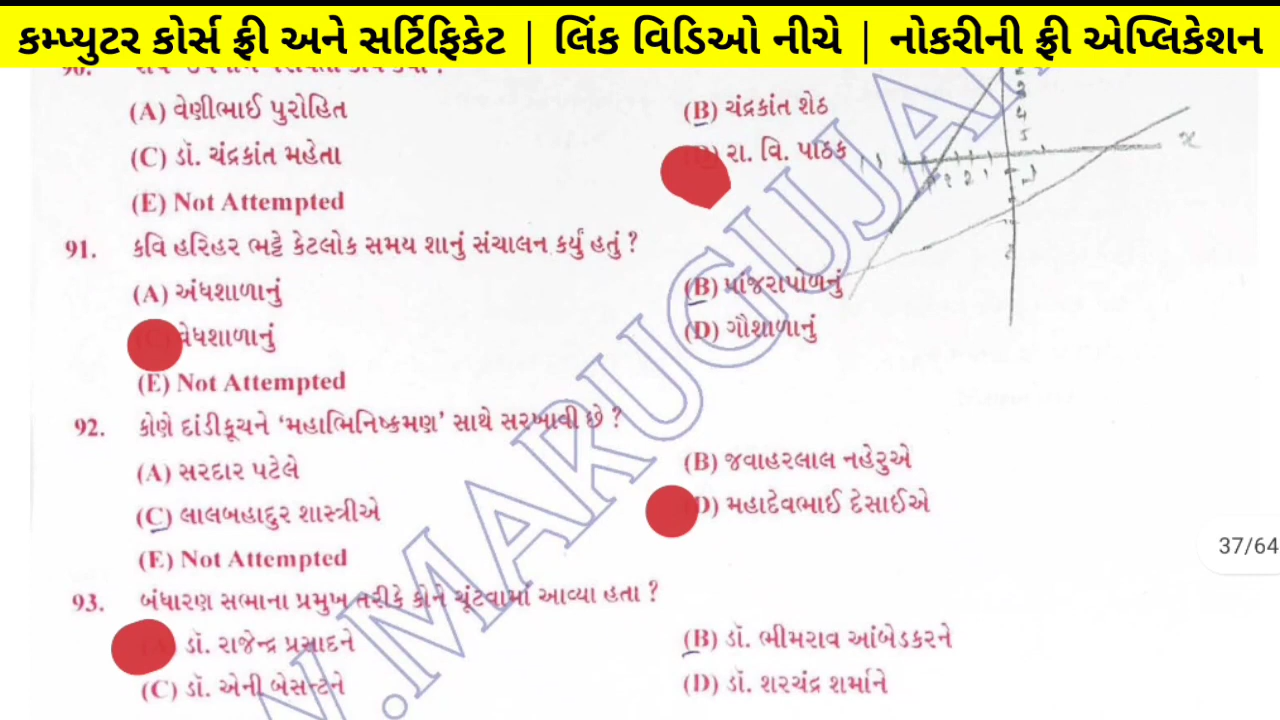 કમ્પ્યુટર કોર્સ ફ્રી અને સર્ટિફિકેટ | લિંક વિડિઓ નીચે | નોકરીની ફ્રી એપ્લિકેશન
(A) વેણીભાઈ પુરોહિત (B) ચંદ્રકાંત શેઠ
(C) ડૉ. ચંદ્રકાંત મહેતા રા. વિ. પાઠક
(E) Not Attempted
91. કવિ હરિહર ભટ્ટે કેટલોક સમય શાનું સંચાલન કર્યું હતું ?
(A) અંધશાળાનું (B) પાંજરાપોળનું
વેધશાળાનું (D) ગૌશાળાનું
(E) Not Attempted
92. કોણે દાંડીકૂચને ‘મહાભિનિષ્ક્રમણ’ સાથે સરખાવી છે ?
(A) સરદાર પટેલે (B) જવાહરલાલ નહેરુએ
(C) લાલબહાદુર શાસ્ત્રીએ D) મહાદેવભાઈ દેસાઈએ
(E) Not Attempted
37/64
93. બંધારણ સભાના પ્રમુખ તરીકે કોને ચૂંટવામાં આવ્યા હતા ?
ડૉ. રાજેન્દ્ર પ્રસાદને (B) ડૉ. ભીમરાવ આંબેડકરને
(C) ડૉ. એની બેસન્ટને (D) ડૉ. શરચંદ્ર શર્માને
MARUGUJA